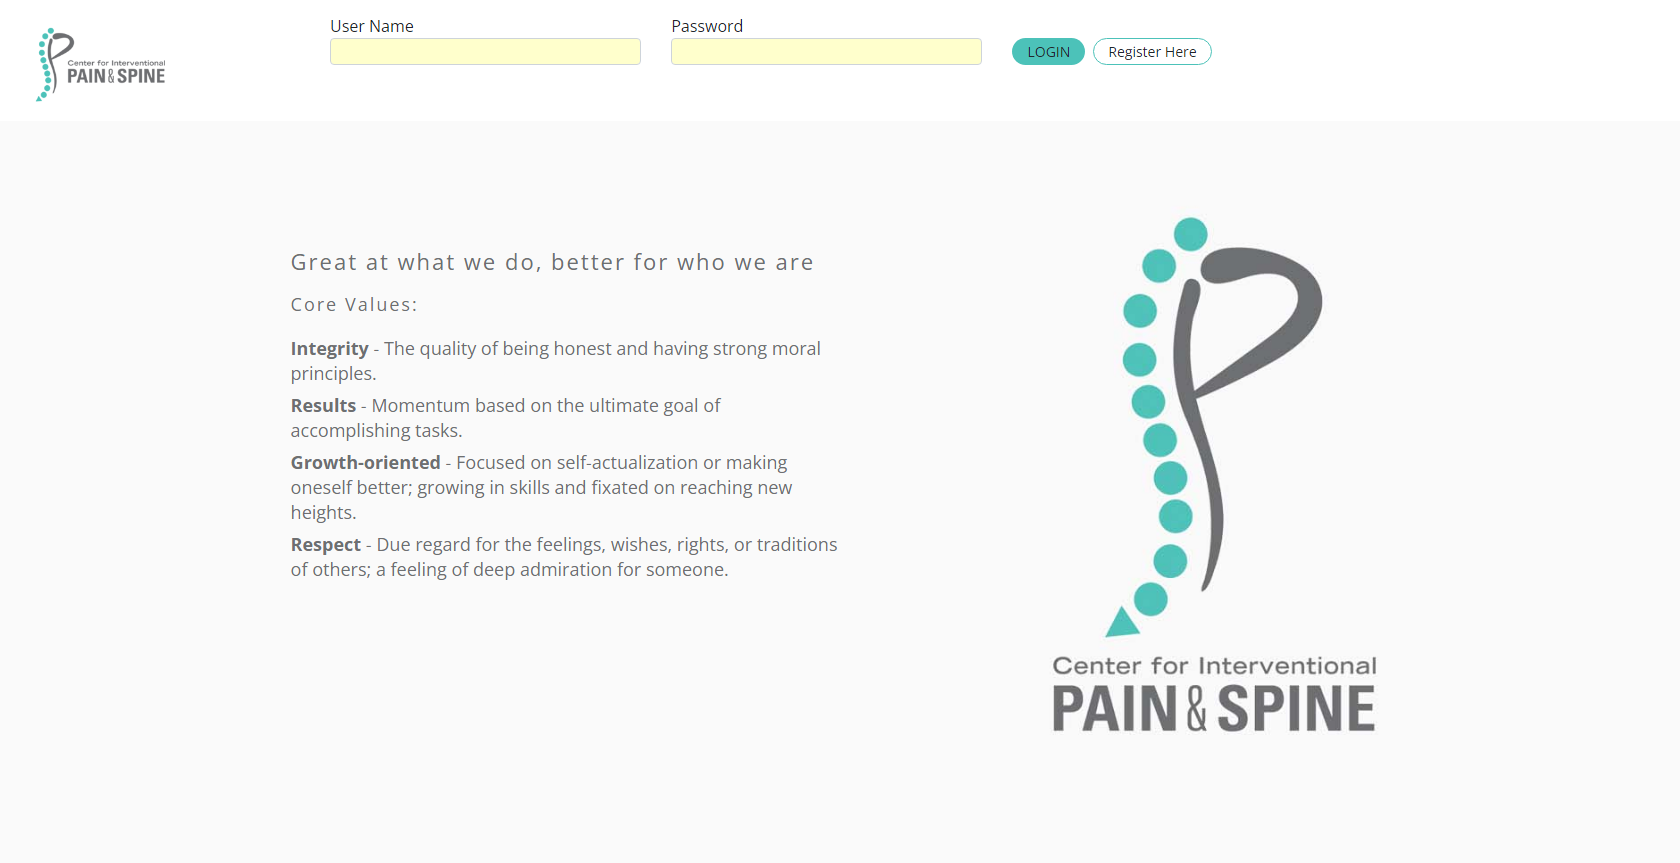 User Name
Password
LOGIN
Register Here
Center for Interventional
PAIN & SPINE
Great at what we do, better for who we are
Core Values:
Integrity - The quality of being honest and having strong moral
principles.
Results - Momentum based on the ultimate goal of
accomplishing tasks.
Growth-oriented - Focused on self-actualization or making
oneself better; growing in skills and fixated on reaching new
heights.
Respect - Due regard for the feelings, wishes, rights, or traditions
of others; a feeling of deep admiration for someone.
Center for Interventional
PAIN & SPINE